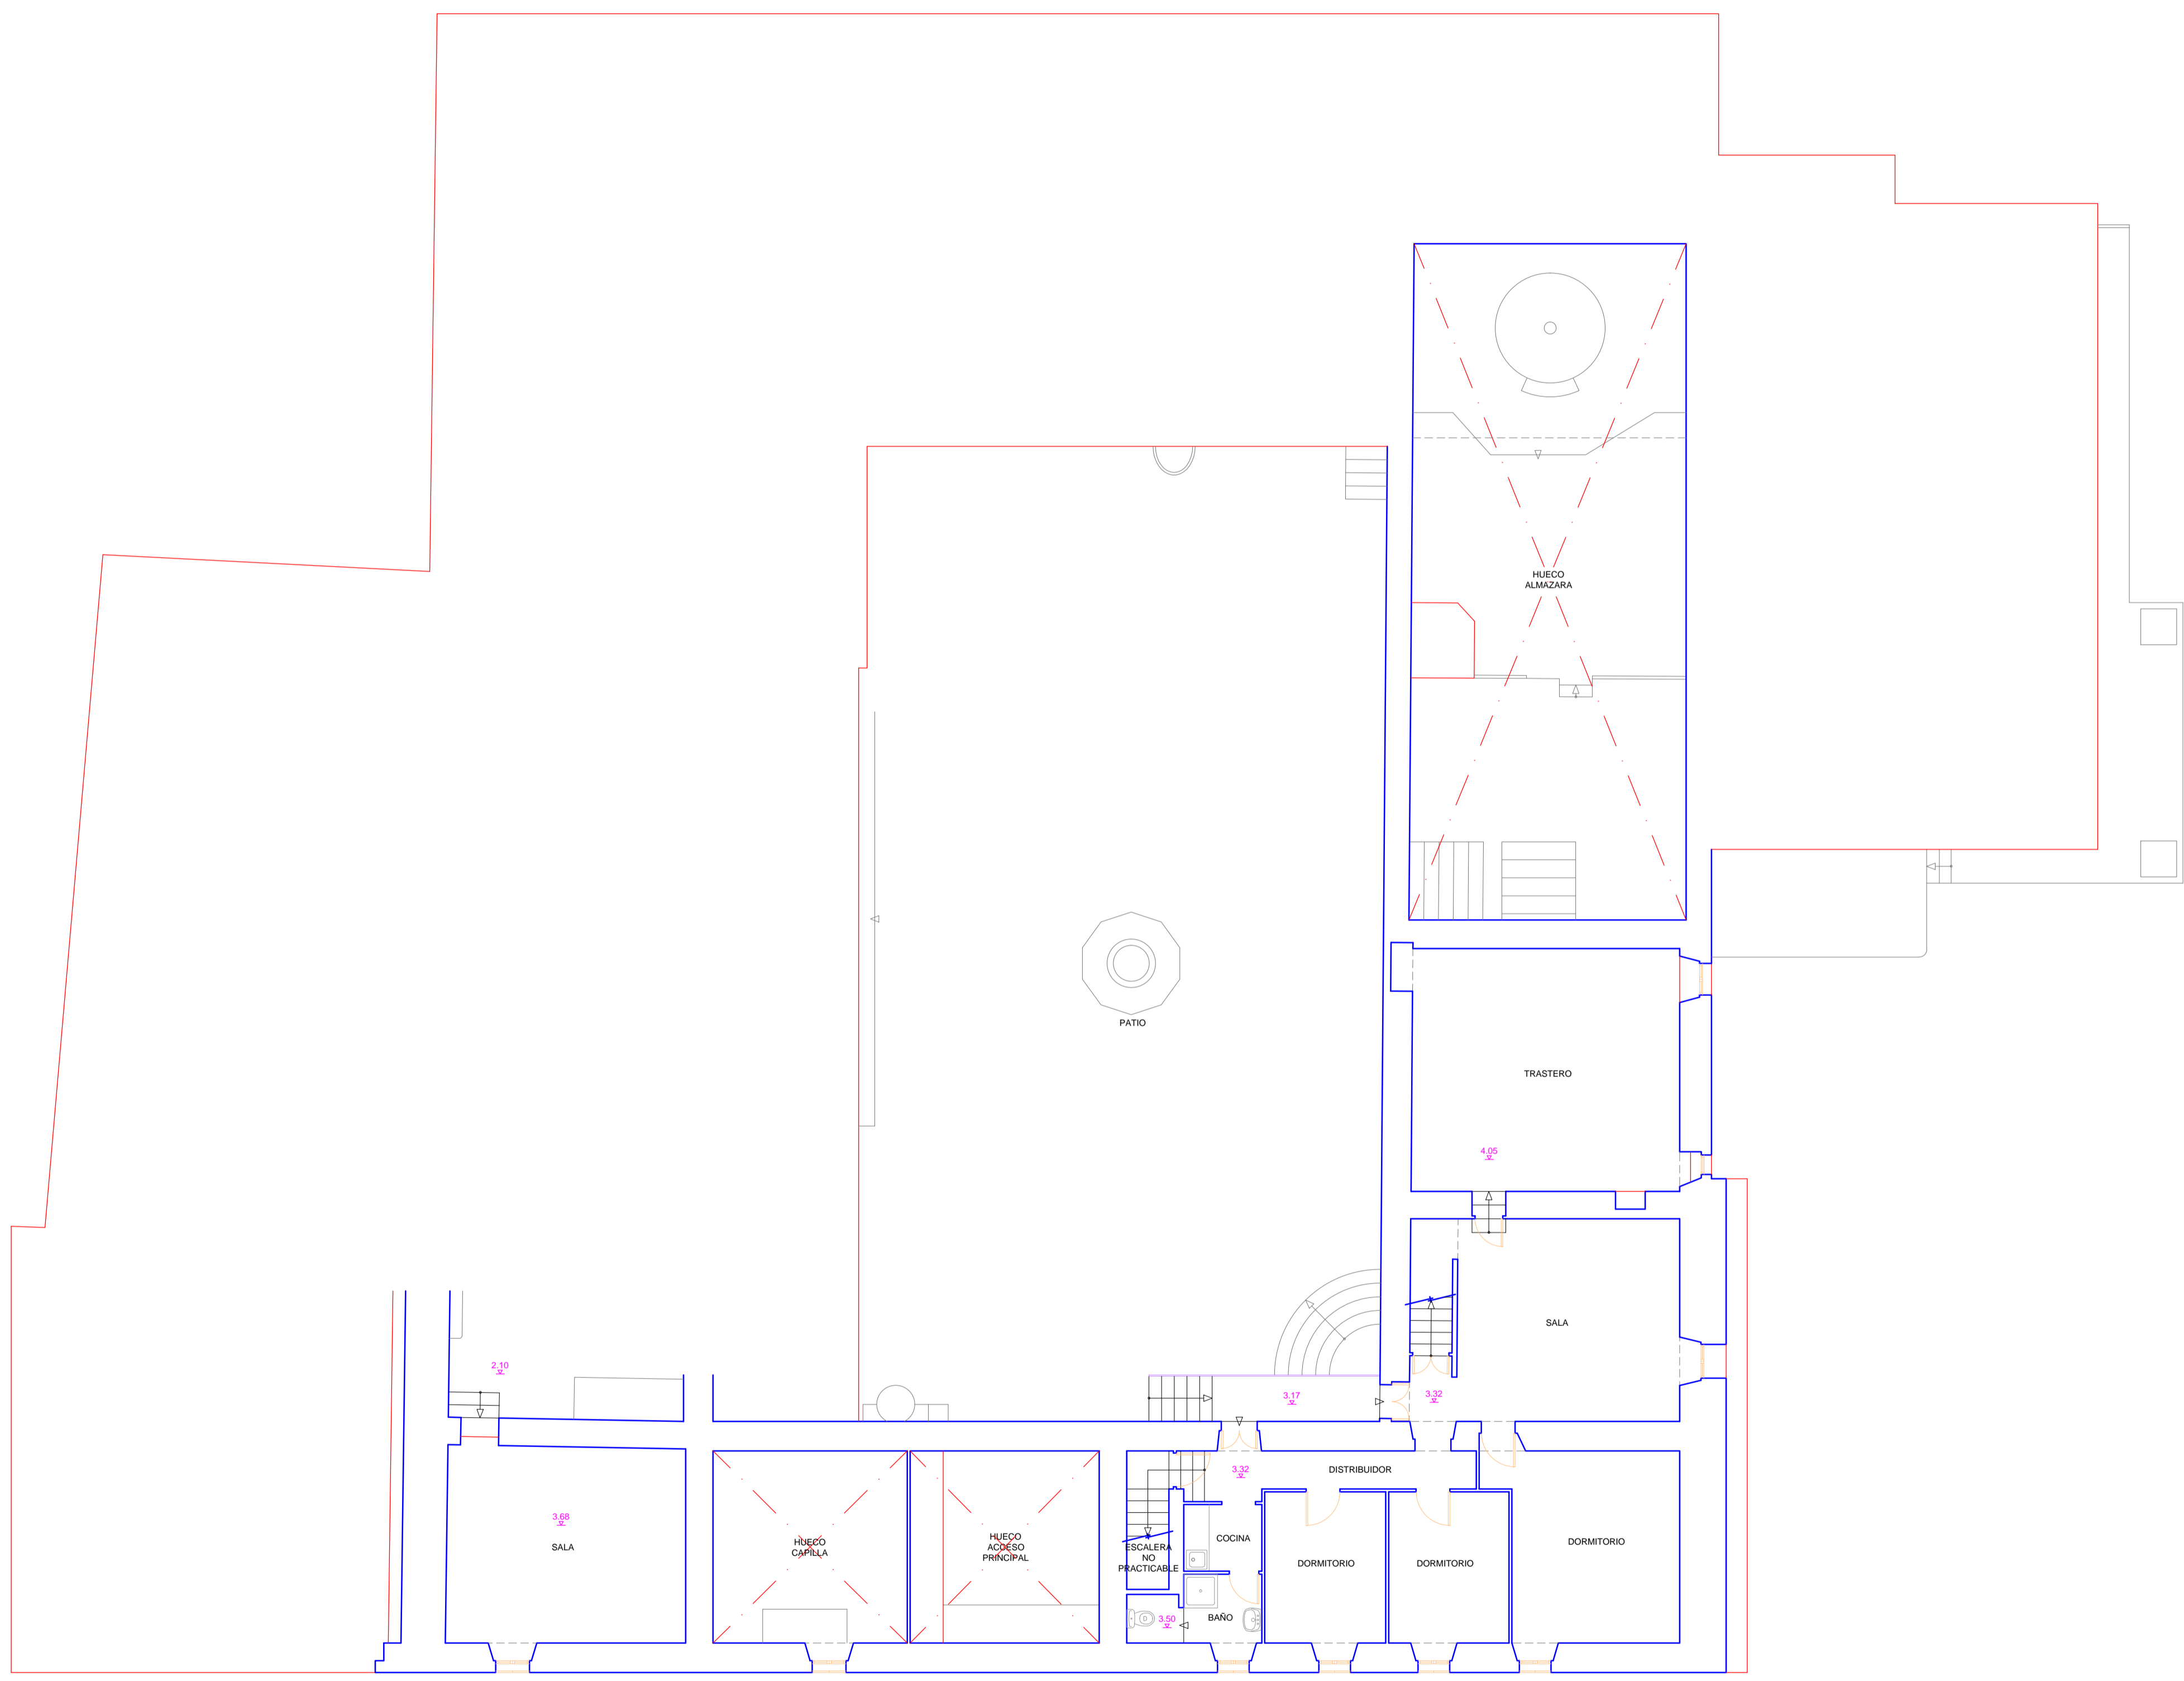 HUECO
ALMAZARA
PATIO
TRASTERO
4.05
SALA
2.10
3.17
3.32
3.32
DISTRIBUIDOR
3.68
SALA
HUECO
CAPILLA
HUECO
ACCESO
PRINCIPAL
ESCALERA
NO
PRACTICABLE
COCINA
DORMITORIO
DORMITORIO
DORMITORIO
3.50
BAÑO